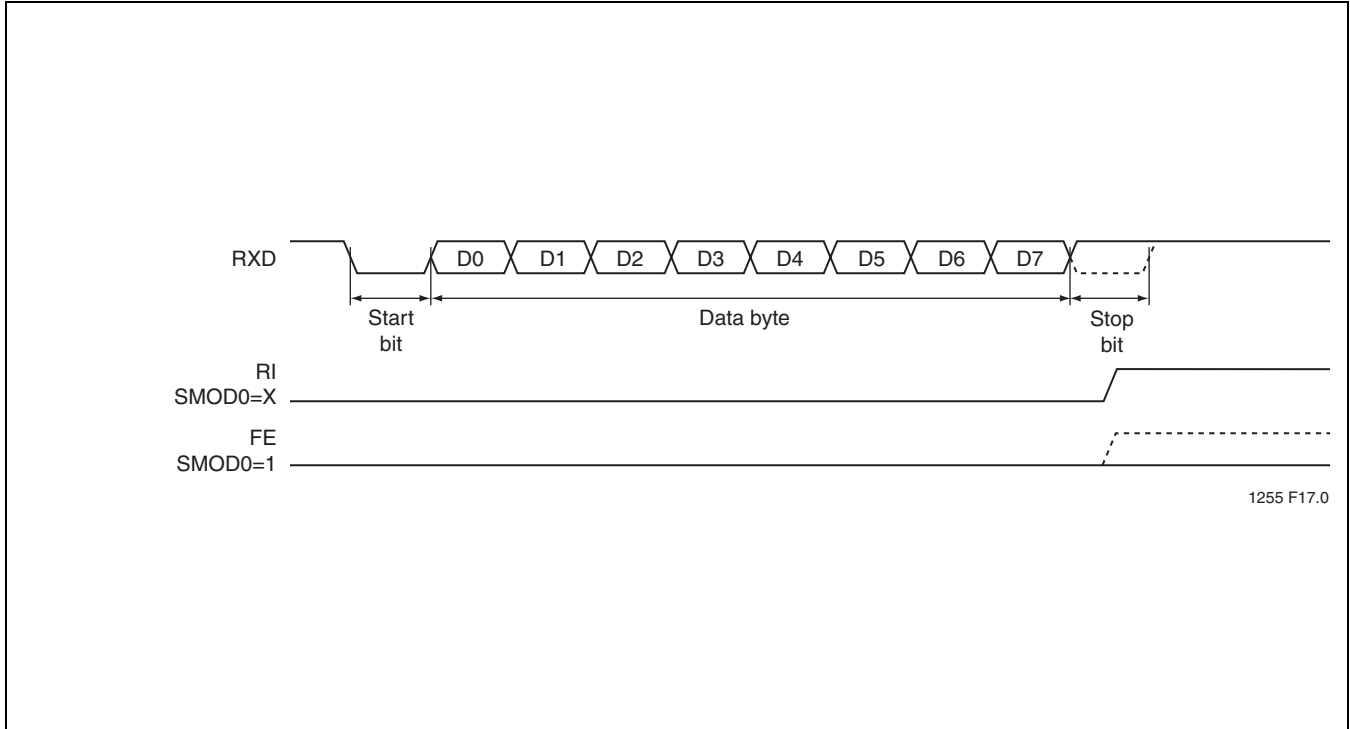 RXD
D0 D1 D2 D3 D4 D5 D6 D7
Start
bit
Data byte
Stop
bit
RI
SMOD0=X
FE
SMOD0=1
1255 F17.0